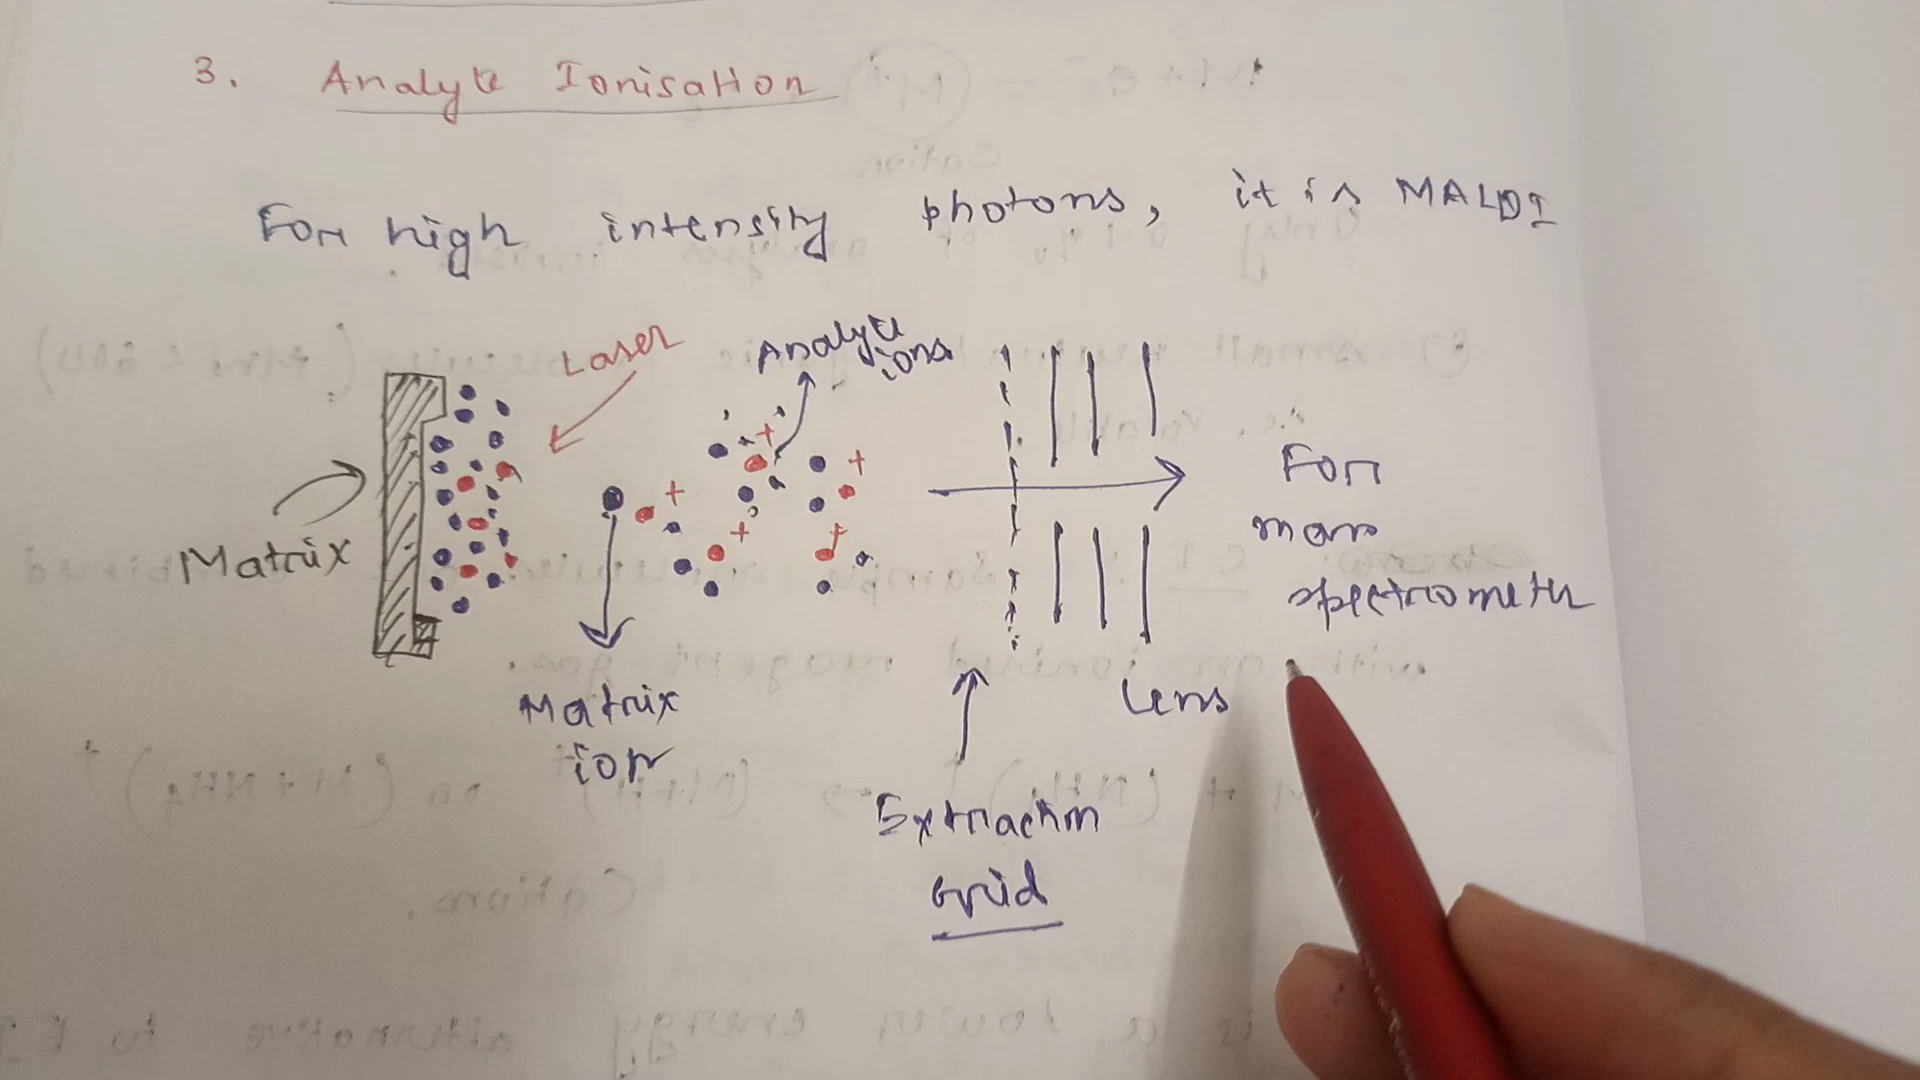 3. Analyte Ionisation
For high intensity photons, it is MALDI
Laser
Analyte
ions
Matrix
Matrix
ion
Extraction
Grid
Lens
For
mass
spectrometer